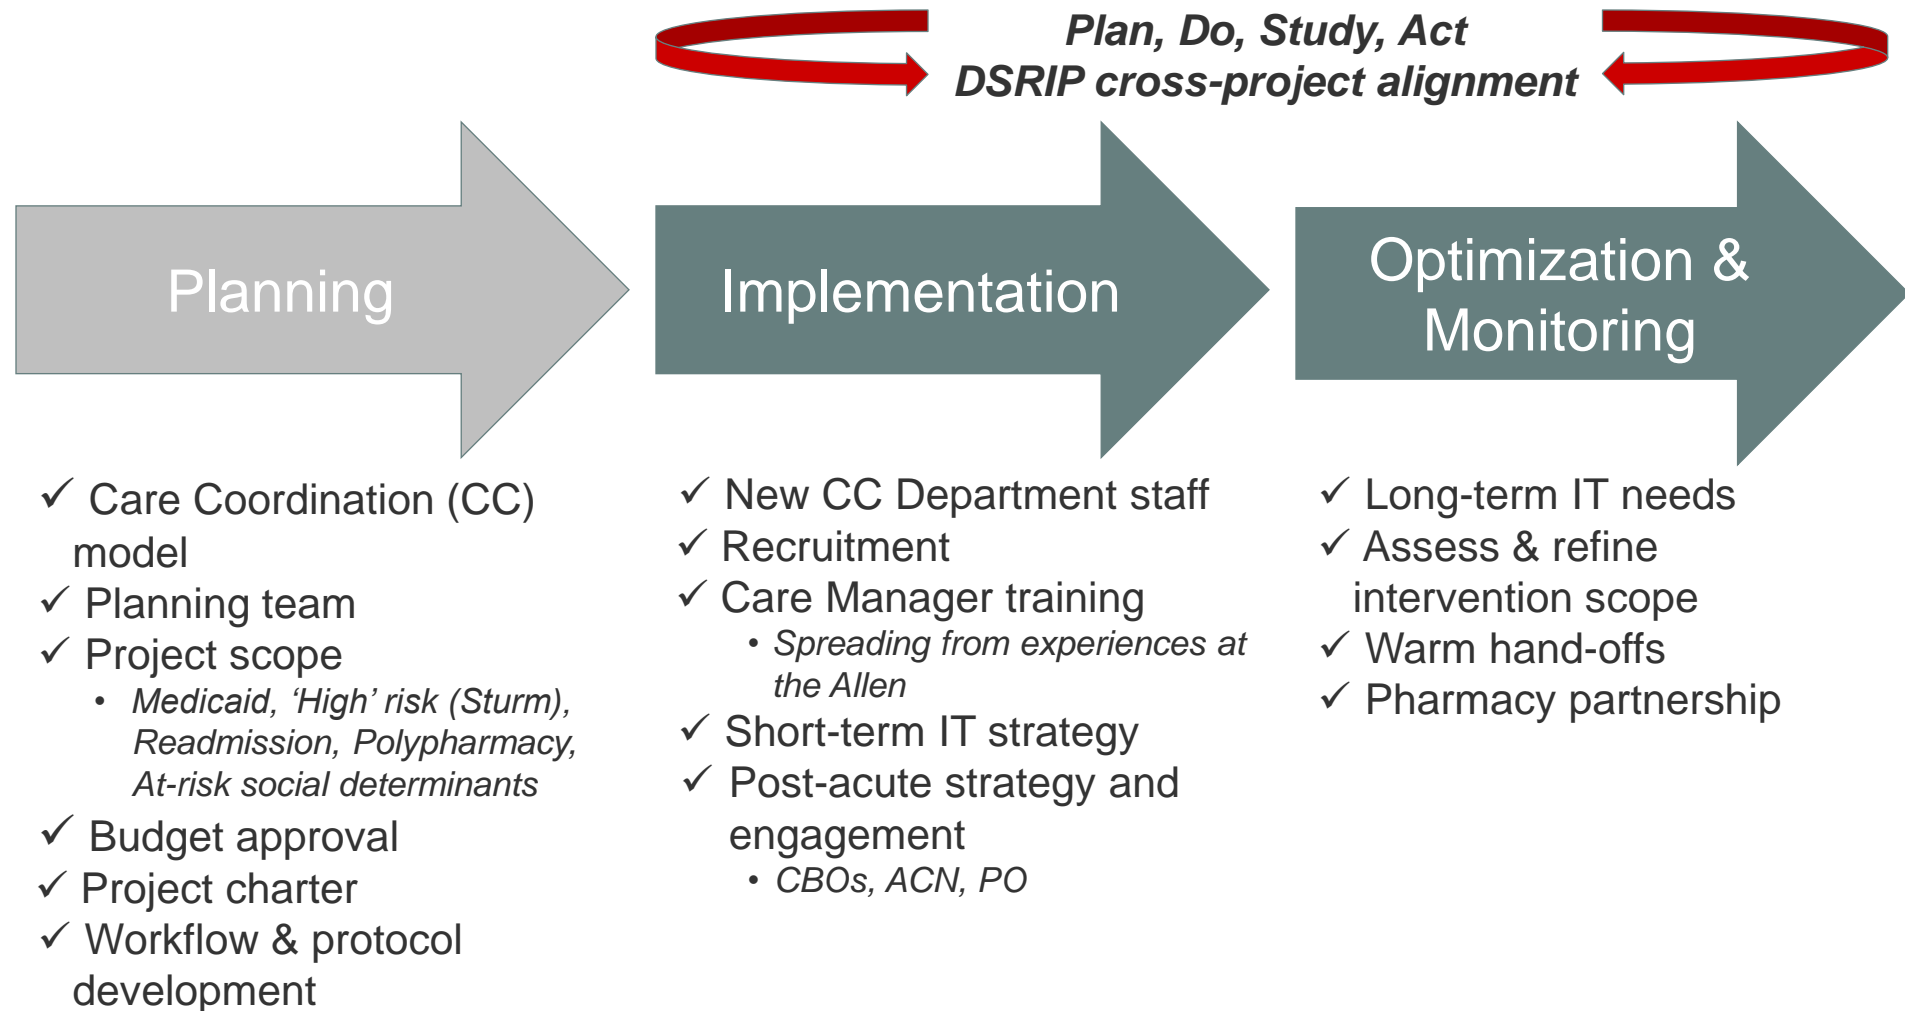 Plan, Do, Study, Act
DSRIP cross-project alignment
Planning
✓ Care Coordination (CC)
model
✓ Planning team
✓ Project scope
• Medicaid, ‘High’ risk (Sturm),
Readmission, Polypharmacy,
At-risk social determinants
✓ Budget approval
✓ Project charter
✓ Workflow & protocol
development
Implementation
✓ New CC Department staff
✓ Recruitment
✓ Care Manager training
• Spreading from experiences at
the Allen
✓ Short-term IT strategy
✓ Post-acute strategy and
engagement
• CBOs, ACN, PO
Optimization &
Monitoring
✓ Long-term IT needs
✓ Assess & refine
intervention scope
✓ Warm hand-offs
✓ Pharmacy partnership